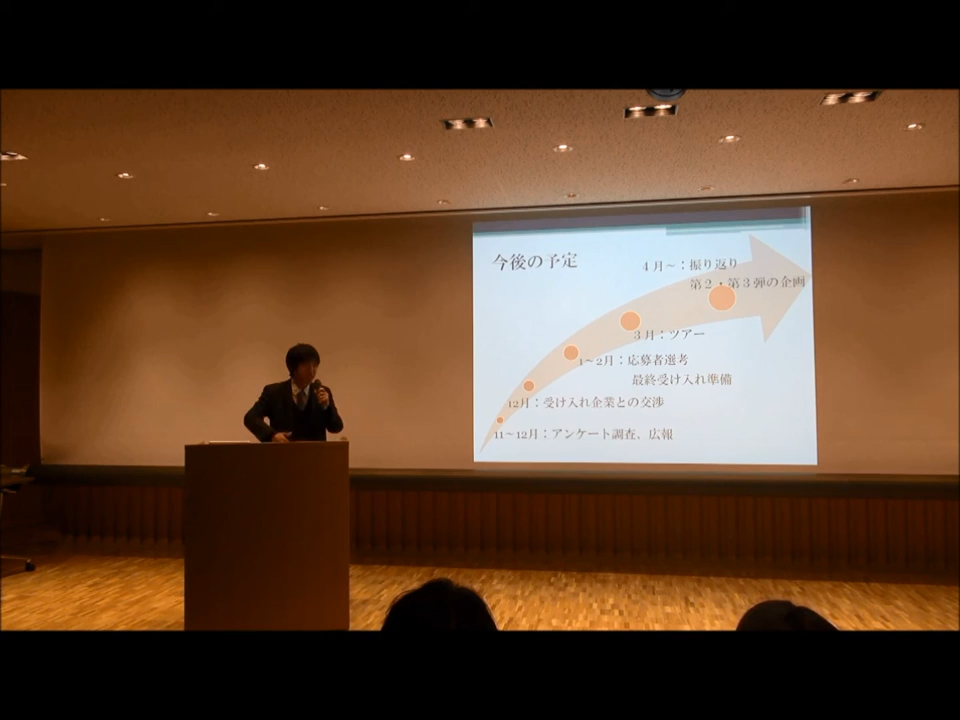 今後の予定
4月～：振り返り
第2・第3弾の企画
3月：ツアー
1～2月：応募者選考
最終受け入れ準備
12月：受け入れ企業との交渉
11～12月：アンケート調査、広報